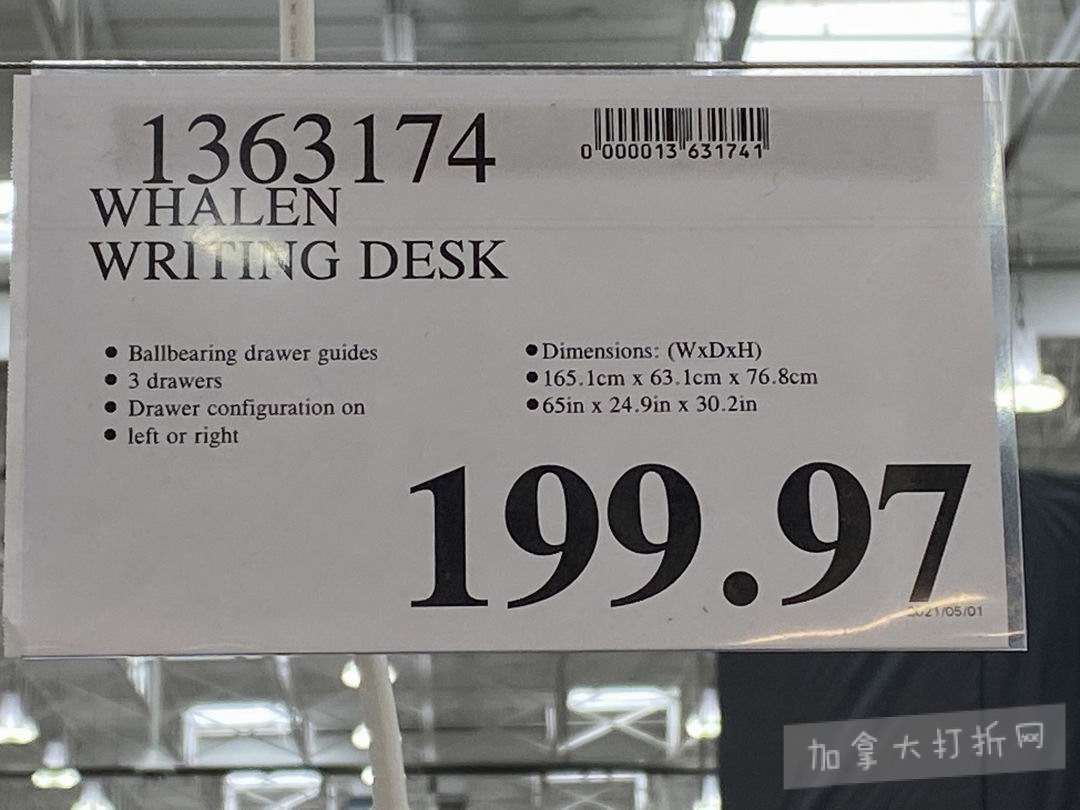 1363174
0 000013 631741
WHALEN
WRITING DESK
● Ballbearing drawer guides
● 3 drawers
● Drawer configuration on
● left or right
● Dimensions: (WxDxH)
● 165.1cm x 63.1cm x 76.8cm
● 65in x 24.9in x 30.2in
199.97
2021/05/01
加拿大打折网